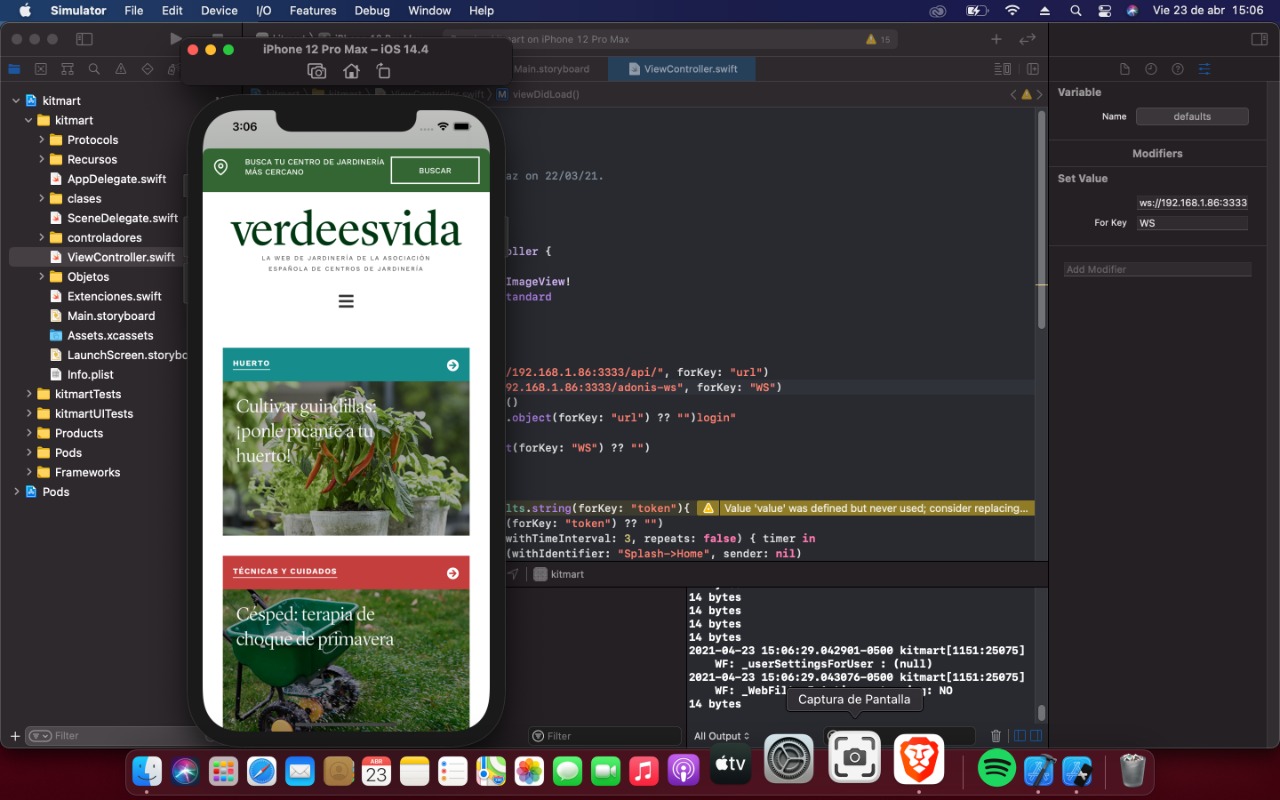 Simulator File Edit Device I/O Features Debug Window Help
Vie 23 de abr 15:06
iPhone 12 Pro Max – iOS 14.4
on iPhone 12 Pro Max
15
Main.storyboard
ViewController.swift
viewDidLoad()
kitmart
kitmart
Protocols
Recursos
AppDelegate.swift
clases
SceneDelegate.swift
controladores
ViewController.swift
Objetos
Extenciones.swift
Main.storyboard
Assets.xcassets
LaunchScreen.storybo
Info.plist
kitmartTests
kitmartUITests
Products
Pods
Frameworks
Pods
Filter
3:06
BUSCA TU CENTRO DE JARDINERÍA
MÁS CERCANO
BUSCAR
verdeesvida
LA WEB DE JARDINERÍA DE LA ASOCIACIÓN
ESPAÑOLA DE CENTROS DE JARDINERÍA
HUERTO
Cultivar guindillas:
¡ponle picante a tu
huerto!
TÉCNICAS Y CUIDADOS
Césped: terapia de
choque de primavera
az on 22/03/21.
oller {
ImageView!
tandard
/192.168.1.86:3333/api/", forKey: "url")
92.168.1.86:3333/adonis-ws", forKey: "WS")
()
.object(forKey: "url") ?? "")login"
t(forKey: "WS") ?? "")
lts.string(forKey: "token"){
Value 'value' was defined but never used; consider replacing...
(forKey: "token") ?? "")
withTimeInterval: 3, repeats: false) { timer in
(withIdentifier: "Splash->Home", sender: nil)
kitmart
14 bytes
14 bytes
14 bytes
14 bytes
2021-04-23 15:06:29.042901-0500 kitmart[1151:25075]
WF: _userSettingsForUser : (null)
2021-04-23 15:06:29.043076-0500 kitmart[1151:25075]
WF: _WebFil
: NO
14 bytes
Filter
All Output
Variable
Name defaults
Modifiers
Set Value
ws://192.168.1.86:3333
For Key WS
Add Modifier
Captura de Pantalla
ABR
23
tv